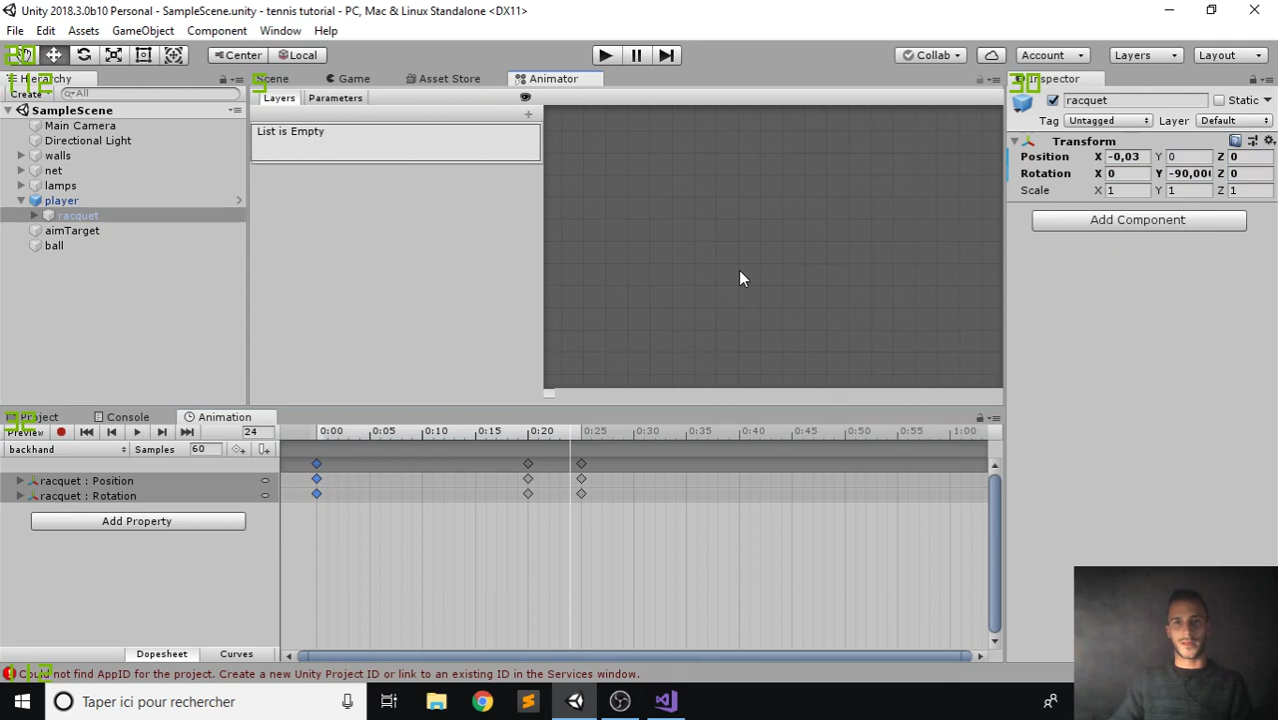 Unity 2018.3.0b10 Personal - SampleScene.unity - tennis tutorial - PC, Mac & Linux Standalone <DX11>
File Edit Assets GameObject Component Window Help
Center Local Collab Account Layers Layout
Hierarchy Scene Game Asset Store Animator Inspector
112 5 30
Create All Layers Parameters racquet Static
SampleScene Tag Untagged Layer Default
Main Camera List is Empty
Directional Light Transform
walls Position X -0,03 Y 0 Z 0
net Rotation X 0 Y -90,00 Z 0
lamps Scale X 1 Y 1 Z 1
player
racquet Add Component
aimTarget
ball
32
Project Console Animation
Preview 24 0:00 0:05 0:10 0:15 0:20 0:25 0:30 0:35 0:40 0:45 0:50 0:55 1:00
backhand Samples 60
racquet : Position
racquet : Rotation
Add Property
Dopesheet Curves
Could not find AppID for the project. Create a new Unity Project ID or link to an existing ID in the Services window.
Taper ici pour rechercher